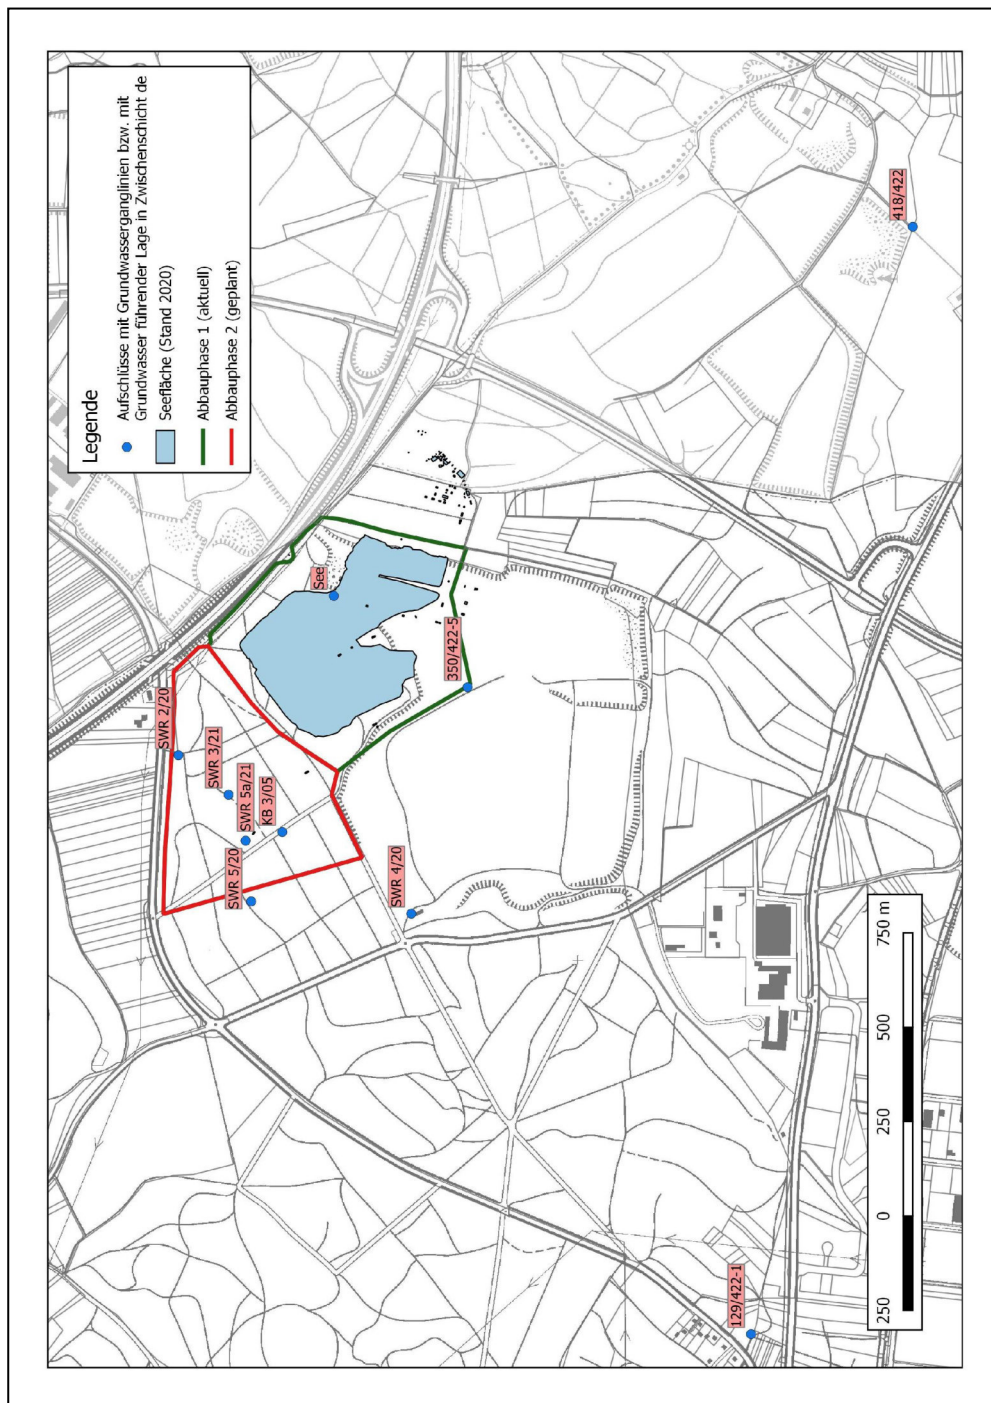 Legende
Aufschlüsse mit Grundwasserganglinien bzw. mit
Grundwasser führender Lage in Zwischenschicht de
Seefläche (Stand 2020)
Abbauphase 1 (aktuell)
Abbauphase 2 (geplant)
SWR 2/20
SWR 3/21
SWR 5a/21
KB 3/05
SWR 5/20
SWR 4/20
See
350/422-5
418/422
129/422-1
250 0 250 500 750 m